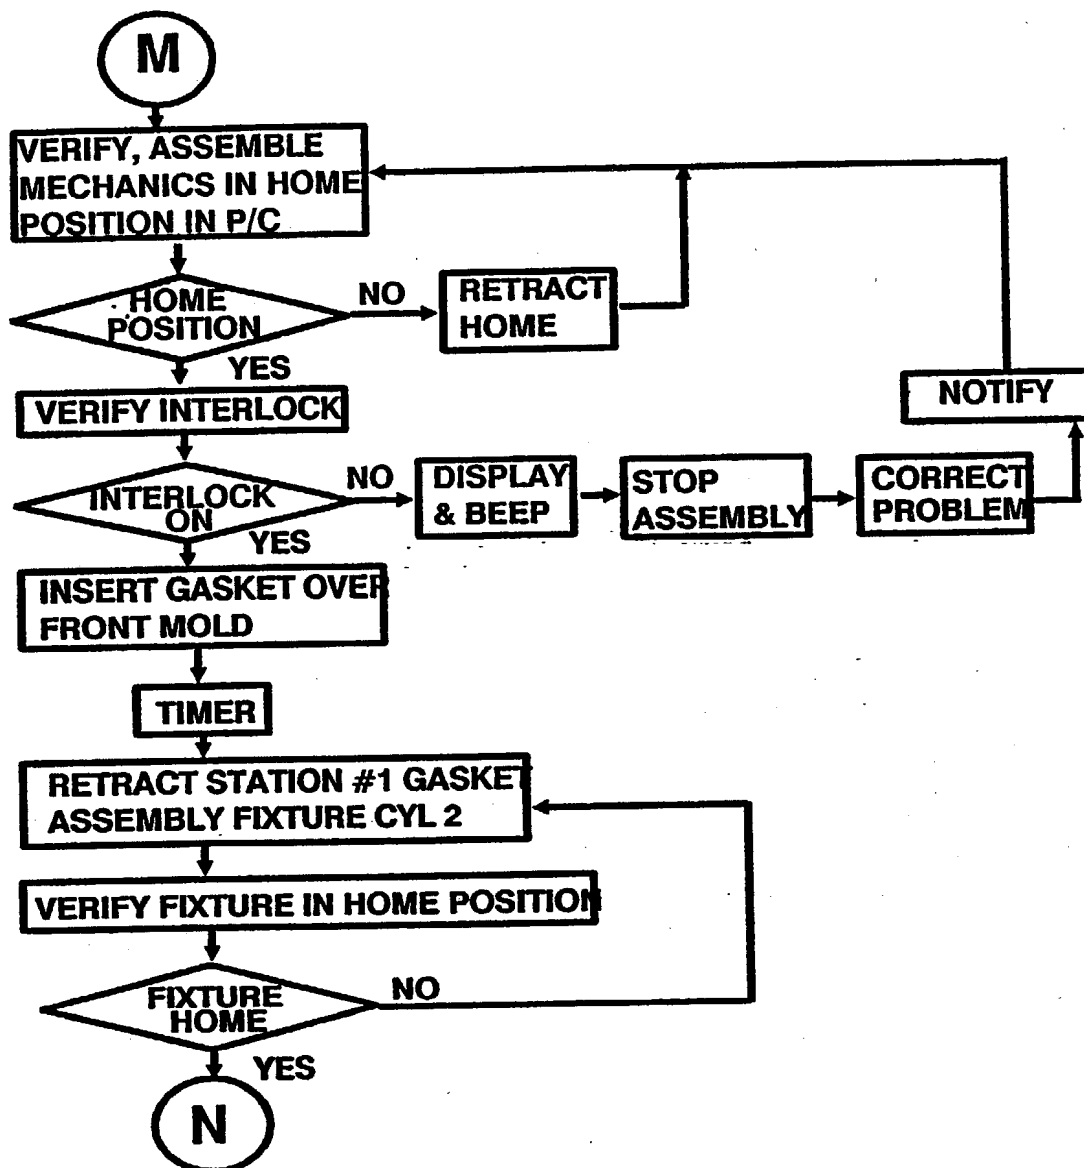 M
VERIFY, ASSEMBLE
MECHANICS IN HOME
POSITION IN P/C
HOME
POSITION
NO
RETRACT
HOME
YES
NOTIFY
VERIFY INTERLOCK
INTERLOCK
ON
NO
DISPLAY
& BEEP
STOP
ASSEMBLY
CORRECT
PROBLEM
YES
INSERT GASKET OVER
FRONT MOLD
TIMER
RETRACT STATION #1 GASKET
ASSEMBLY FIXTURE CYL 2
VERIFY FIXTURE IN HOME POSITION
FIXTURE
HOME
NO
YES
N